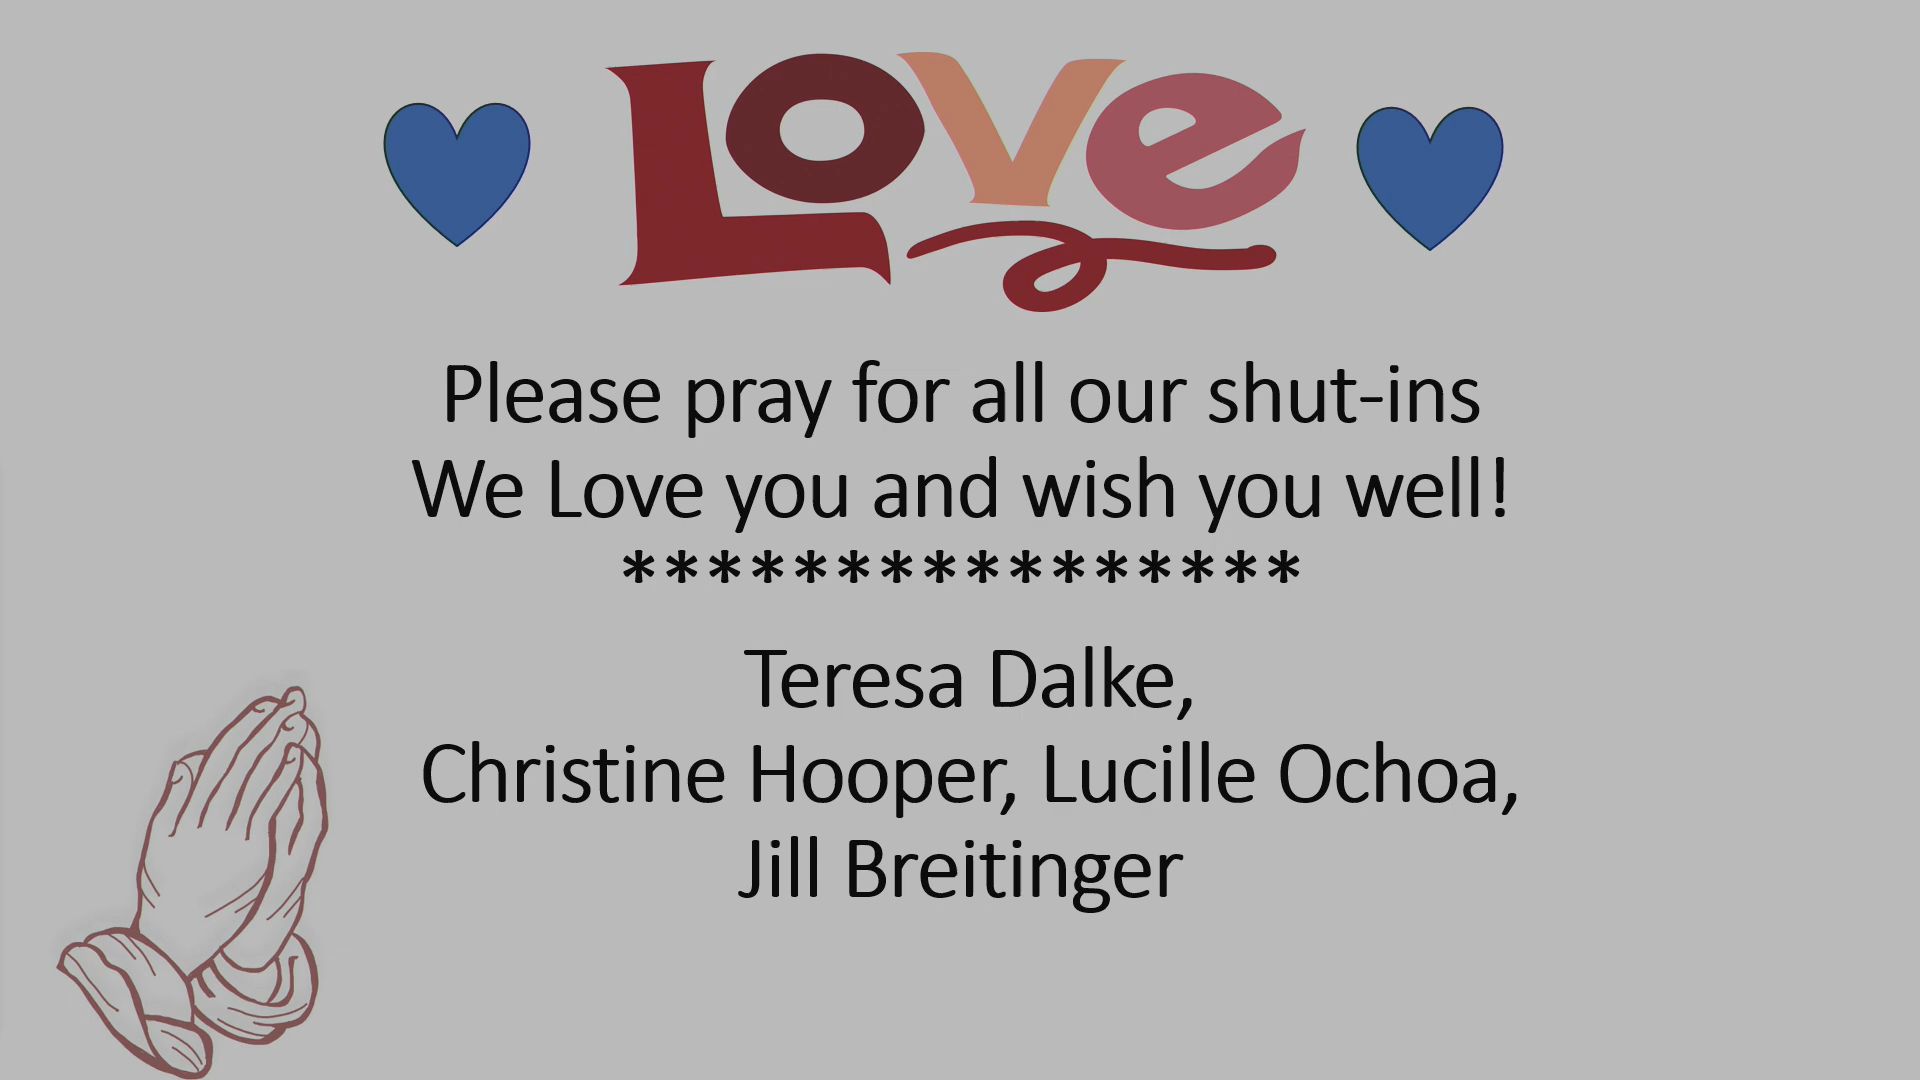 Love
Please pray for all our shut-ins
We Love you and wish you well!
****************
Teresa Dalke,
Christine Hooper, Lucille Ochoa,
Jill Breitinger